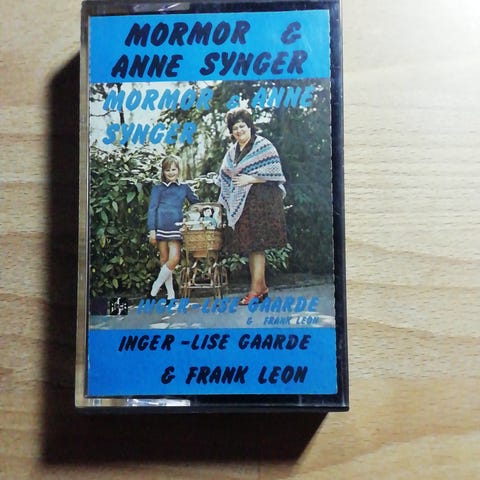 MORMOR &
ANNE SYNGER
MORMOR & ANNE
SYNGER
INGER-LISE GAARDE
& FRANK LEON
INGER-LISE GAARDE
& FRANK LEON